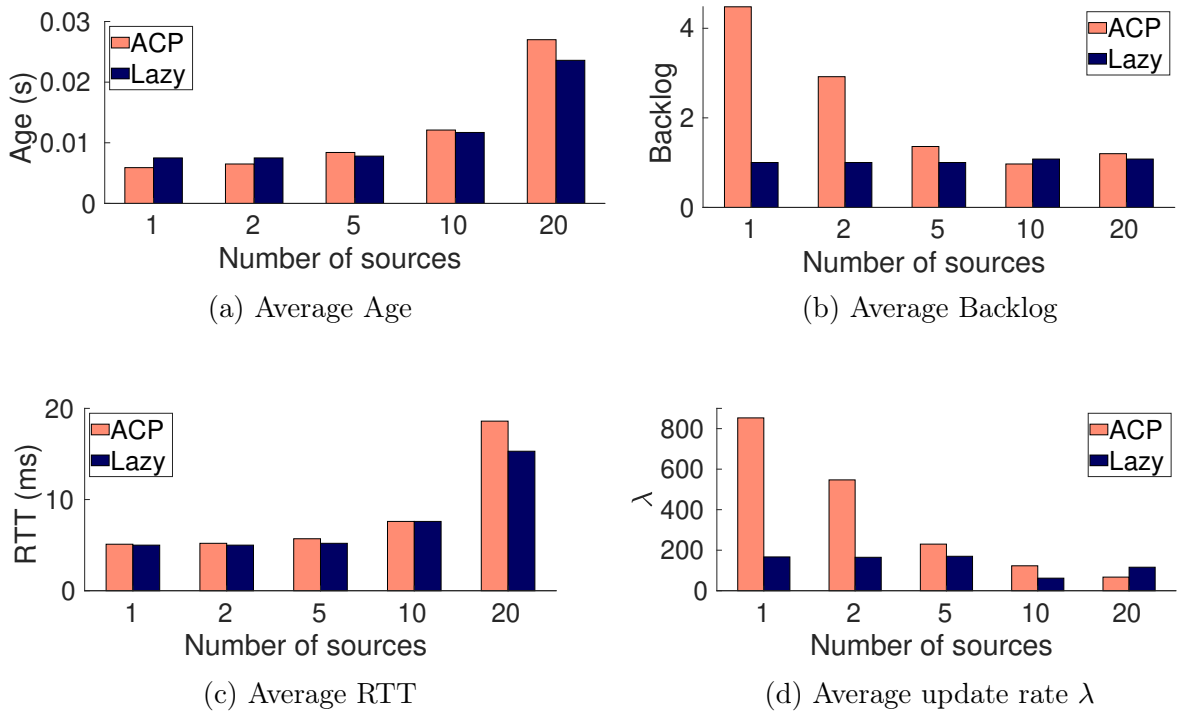 0.03
0.02
0.01
0
Age (s)
ACP
Lazy
1 2 5 10 20
Number of sources
(a) Average Age
4
2
0
Backlog
ACP
Lazy
1 2 5 10 20
Number of sources
(b) Average Backlog
20
10
0
RTT (ms)
ACP
Lazy
1 2 5 10 20
Number of sources
(c) Average RTT
800
600
400
200
0
λ
ACP
Lazy
1 2 5 10 20
Number of sources
(d) Average update rate λ